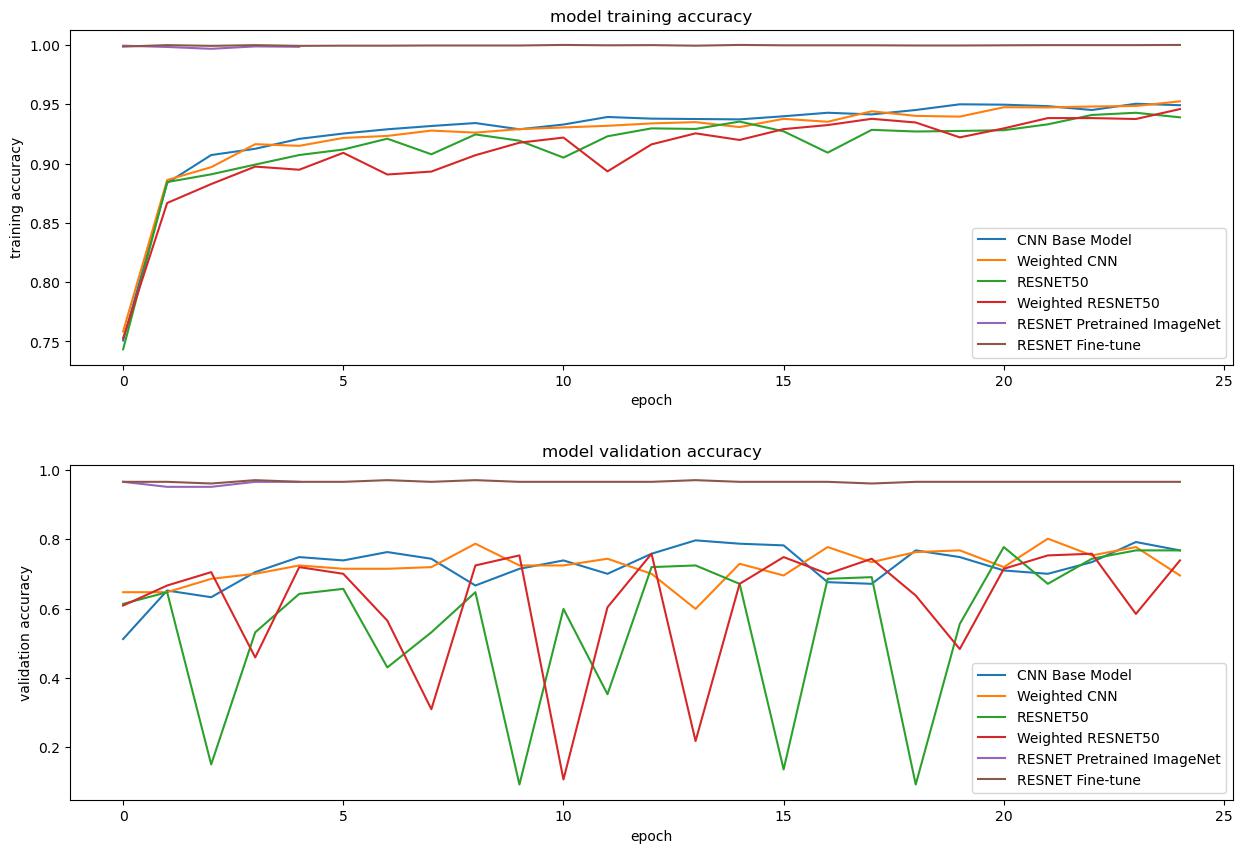 model training accuracy
training accuracy
1.00
0.95
0.90
0.85
0.80
0.75
CNN Base Model
Weighted CNN
RESNET50
Weighted RESNET50
RESNET Pretrained ImageNet
RESNET Fine-tune
0 5 10 15 20 25
epoch
model validation accuracy
validation accuracy
1.0
0.8
0.6
0.4
0.2
CNN Base Model
Weighted CNN
RESNET50
Weighted RESNET50
RESNET Pretrained ImageNet
RESNET Fine-tune
0 5 10 15 20 25
epoch